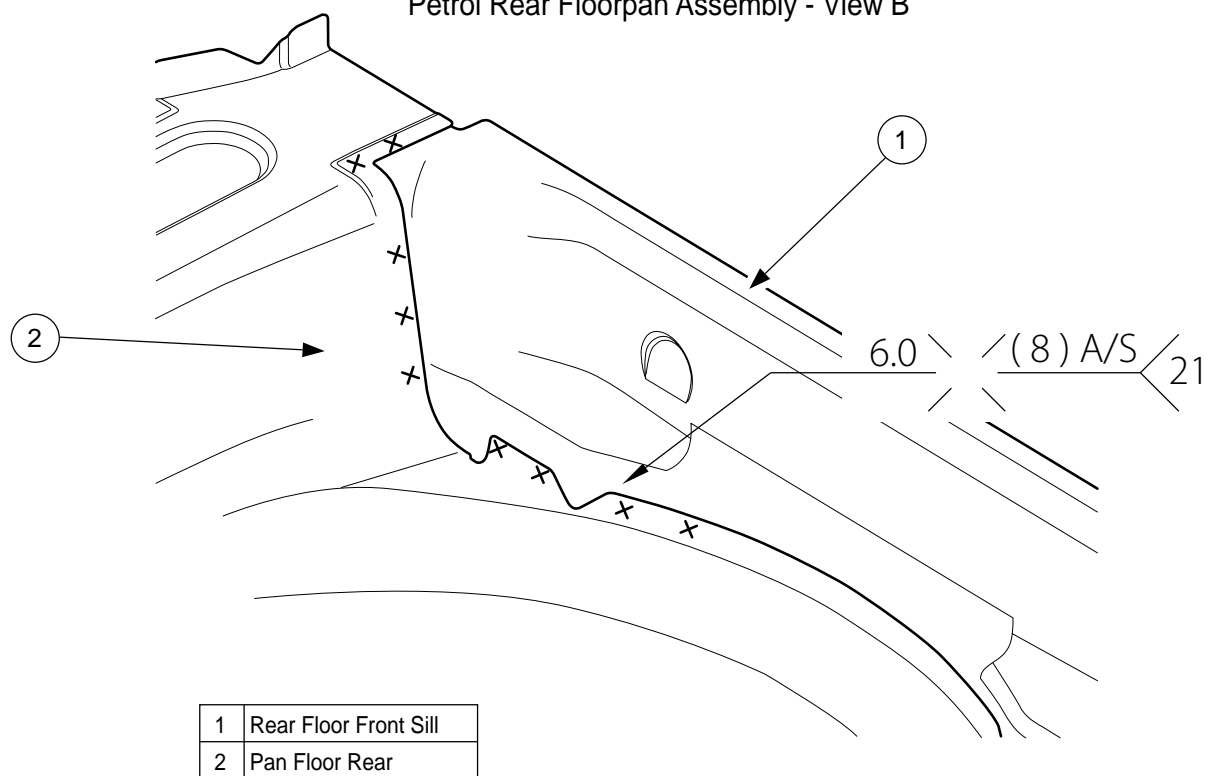 Petrol Rear Floorpan Assembly - View B
1
2
6.0 ( 8 ) A/S 21
1 Rear Floor Front Sill
2 Pan Floor Rear